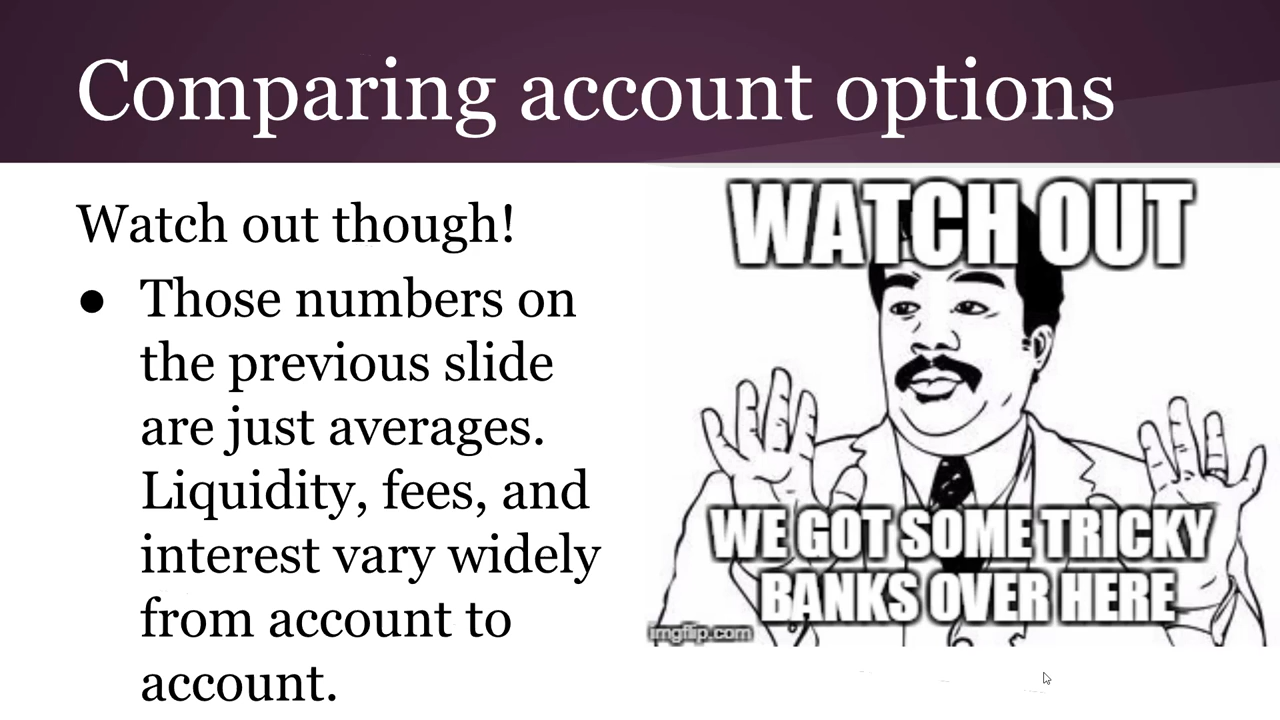 Comparing account options
Watch out though!
● Those numbers on
the previous slide
are just averages.
Liquidity, fees, and
interest vary widely
from account to
account.
WATCH OUT
WE GOT SOME TRICKY
BANKS OVER HERE
imgflip.com